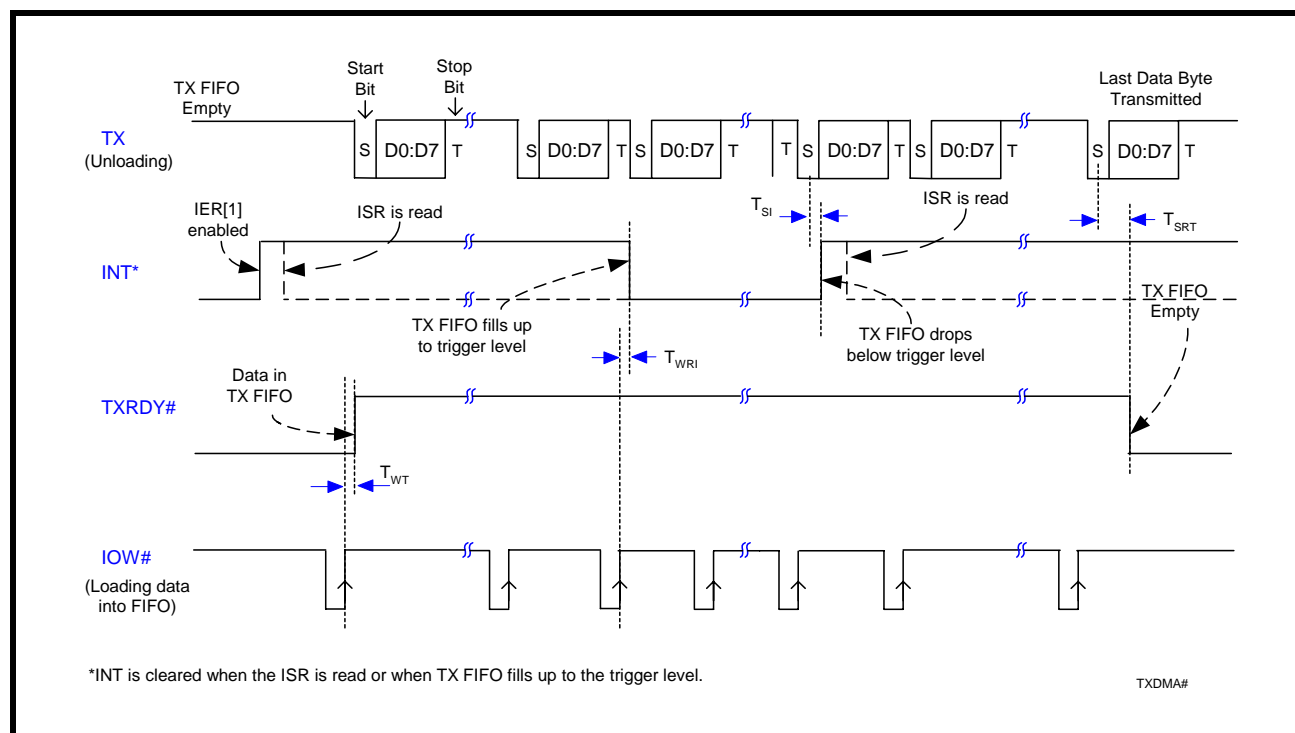 TX FIFO
Empty
Start
Bit
Stop
Bit
Last Data Byte
Transmitted
TX
(Unloading)
S D0:D7 T S D0:D7 T S D0:D7 T T S D0:D7 T S D0:D7 T S D0:D7 T
IER[1]
enabled
ISR is read
TSI
ISR is read
TSRT
INT*
TX FIFO fills up
to trigger level
TX FIFO drops
below trigger level
TX FIFO
Empty
TWRI
Data in
TX FIFO
TXRDY#
TWT
IOW#
(Loading data
into FIFO)
*INT is cleared when the ISR is read or when TX FIFO fills up to the trigger level.
TXDMA#